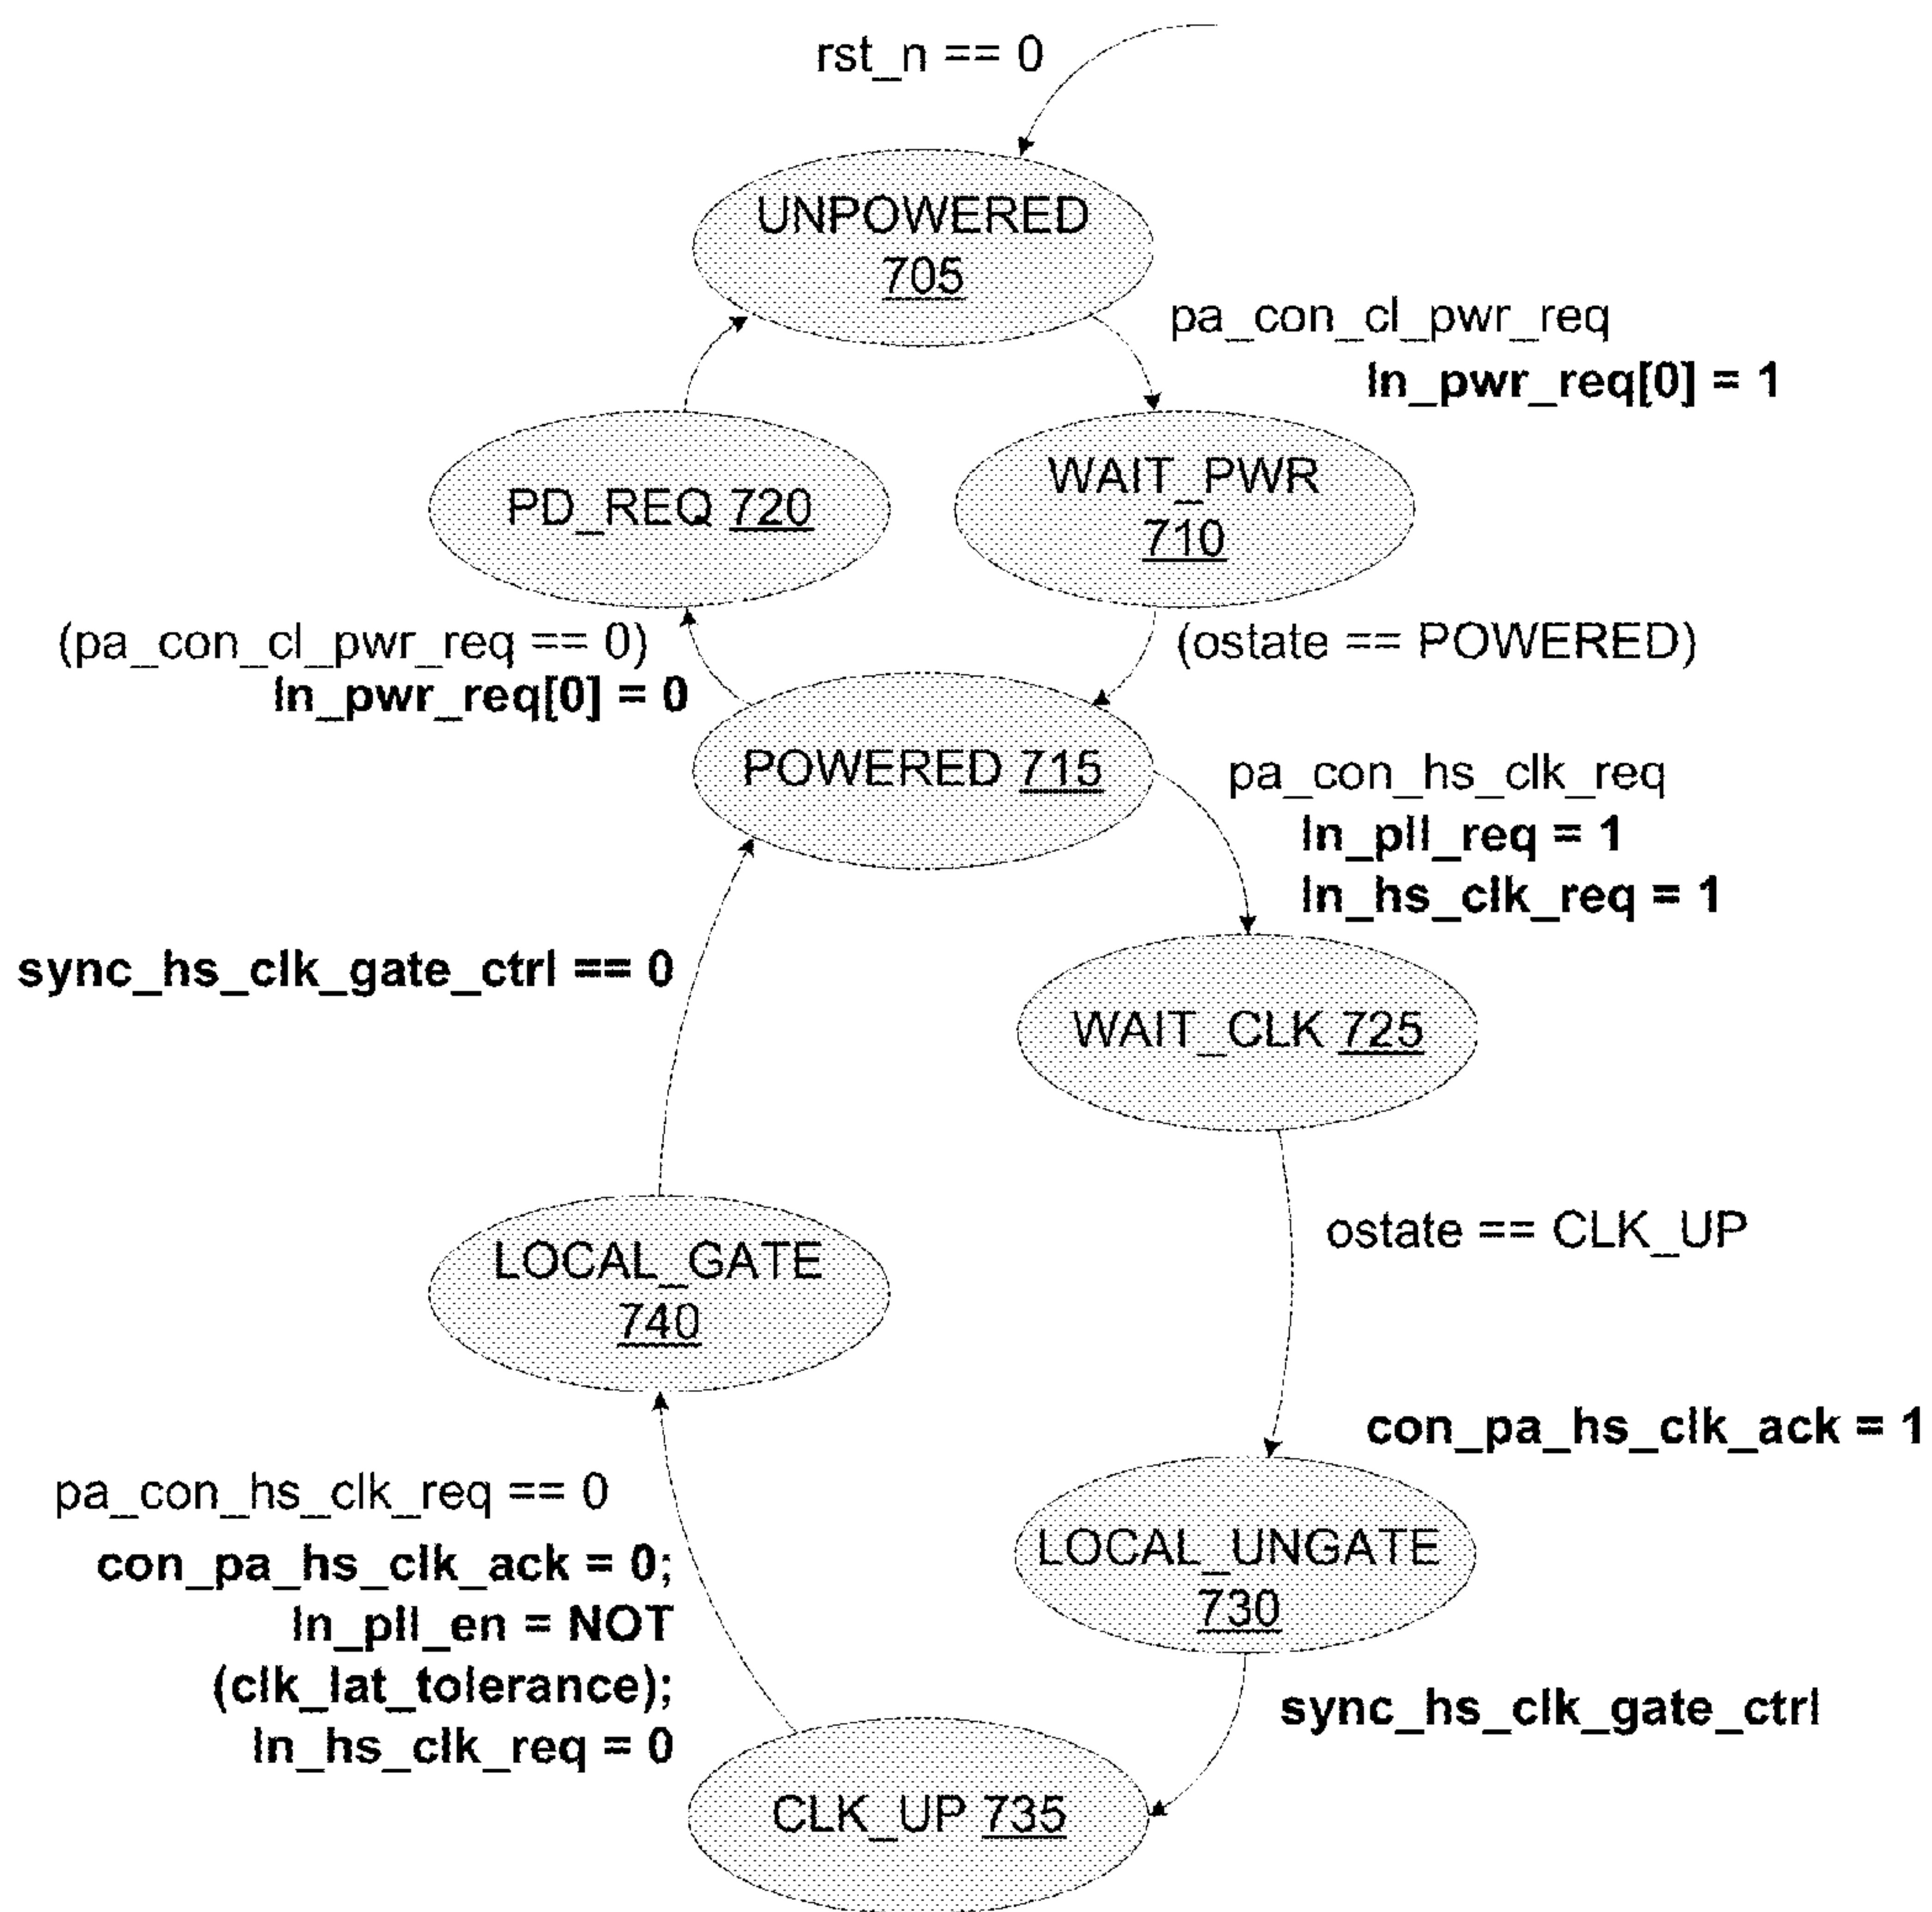 rst_n == 0
UNPOWERED
705
pa_con_cl_pwr_req
ln_pwr_req[0] = 1
PD_REQ 720
WAIT_PWR
710
(pa_con_cl_pwr_req == 0)
ln_pwr_req[0] = 0
(ostate == POWERED)
POWERED 715
pa_con_hs_clk_req
ln_pll_req = 1
ln_hs_clk_req = 1
sync_hs_clk_gate_ctrl == 0
WAIT_CLK 725
ostate == CLK_UP
LOCAL_GATE
740
con_pa_hs_clk_ack = 1
pa_con_hs_clk_req == 0
con_pa_hs_clk_ack = 0;
ln_pll_en = NOT
(clk_lat_tolerance);
ln_hs_clk_req = 0
LOCAL_UNGATE
730
sync_hs_clk_gate_ctrl
CLK_UP 735